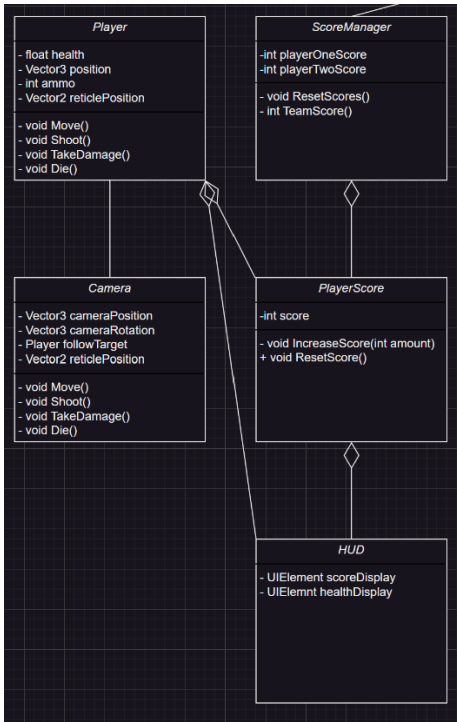 Player
- float health
- Vector3 position
- int ammo
- Vector2 reticlePosition
- void Move()
- void Shoot()
- void TakeDamage()
- void Die()
ScoreManager
-int playerOneScore
-int playerTwoScore
- void ResetScores()
- int TeamScore()
Camera
- Vector3 cameraPosition
- Vector3 cameraRotation
- Player followTarget
- Vector2 reticlePosition
- void Move()
- void Shoot()
- void TakeDamage()
- void Die()
PlayerScore
-int score
- void IncreaseScore(int amount)
+ void ResetScore()
HUD
- UIElement scoreDisplay
- UIElemnt healthDisplay